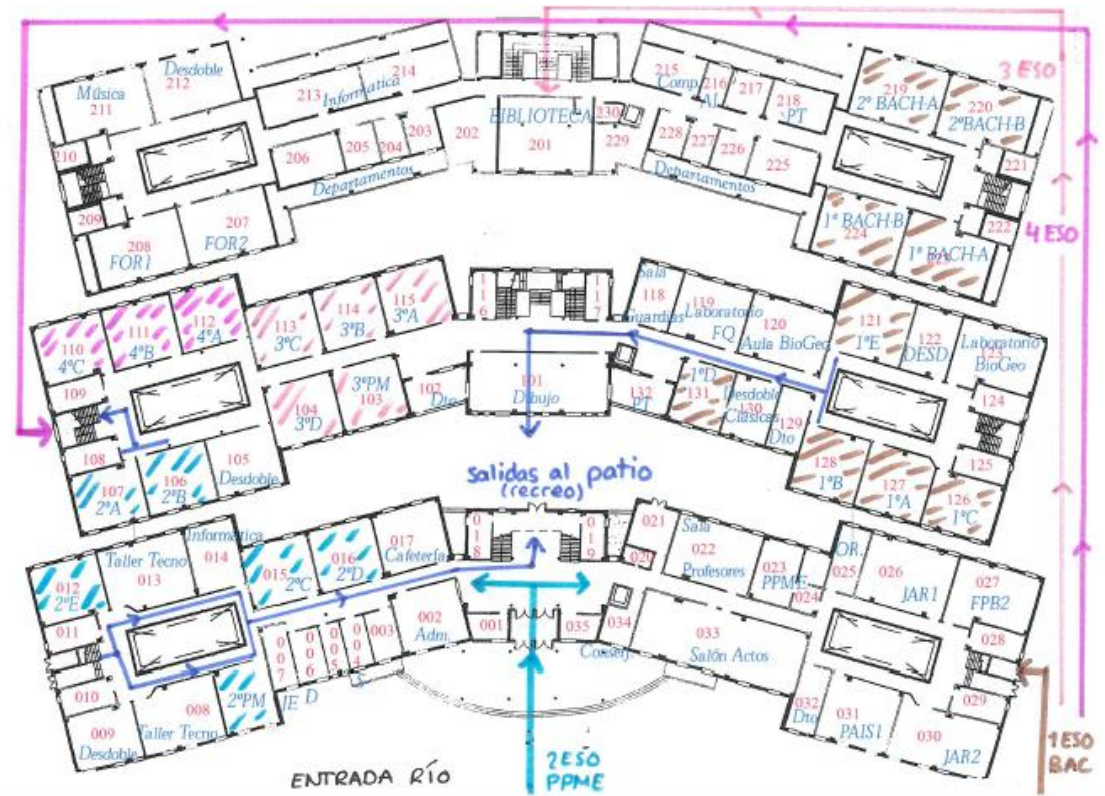 Música
211
Desdoble
212
213
Informatica
214
210
209
208
FOR1
207
FOR2
206
205
204
203
Departamentos
202
BIBLIOTECA
201
230
229
215
Comp.
216
AL
217
218
PT
228
227
226
225
Departamentos
219
2º BACH-A
220
2ºBACH-B
221
222
1ª BACH-B
224
1ª BACH-A
3 ESO
4 ESO
110
4ºC
111
4ºB
112
4ºA
113
3ºC
114
3ºB
115
3ºA
109
108
107
2ºA
106
2ºB
105
Desdoble
104
3ºD
3ºPM
103
102
Dto
101
Dibujo
116
117
Sala
118
Guardias
119
Laboratorio
FQ
120
Aula BioGeo
121
1ºE
122
DESD.
Laboratorio
123
BioGeo
124
125
132
PT
1ºD
131
Desdoble
130
Clásicas
129
Dto
128
1ºB
127
1ºA
126
1ºC
salidas al patio
(recreo)
012
2ºE
Taller Tecno
013
Informatica
014
015
2ºC
016
2ºD
017
Cafetería
018
019
011
010
009
Desdoble
008
Taller Tecno
2ºPM
007
JE
006
D
005
004
S
003
002
Adm.
001
035
034
Conserj.
033
Salón Actos
021
020
Sala
022
Profesores
023
PPME
024
OR.
025
026
JAR1
027
FPB2
028
029
032
Dto
031
PAIS1
030
JAR2
ENTRADA RÍO
2ESO
PPME
1ESO
BAC